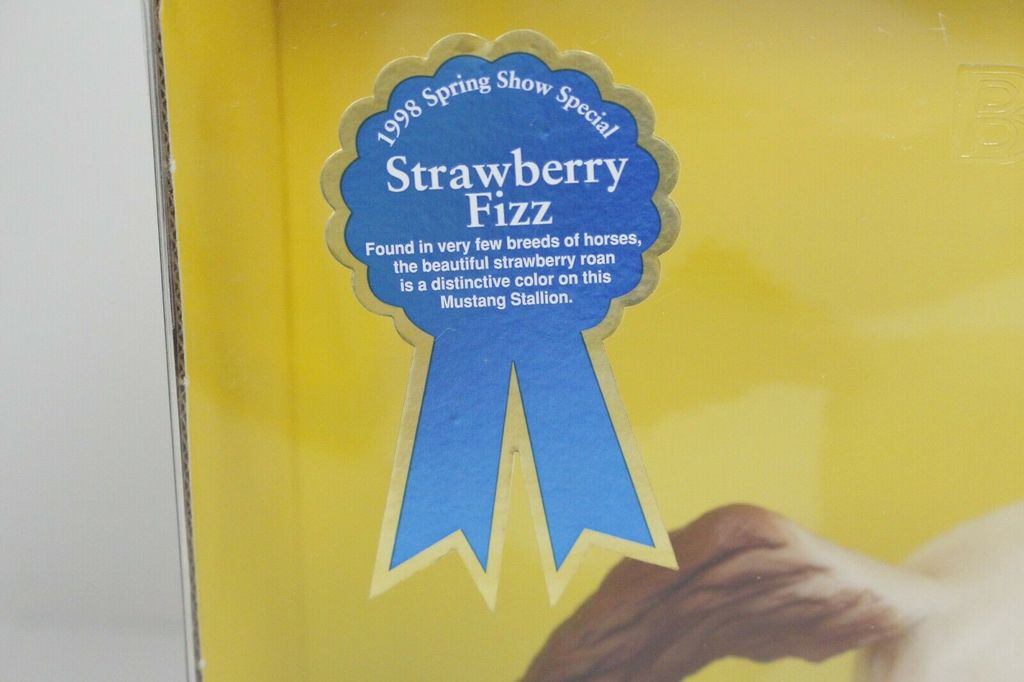 1998 Spring Show Special
Strawberry
Fizz
Found in very few breeds of horses,
the beautiful strawberry roan
is a distinctive color on this
Mustang Stallion.
B